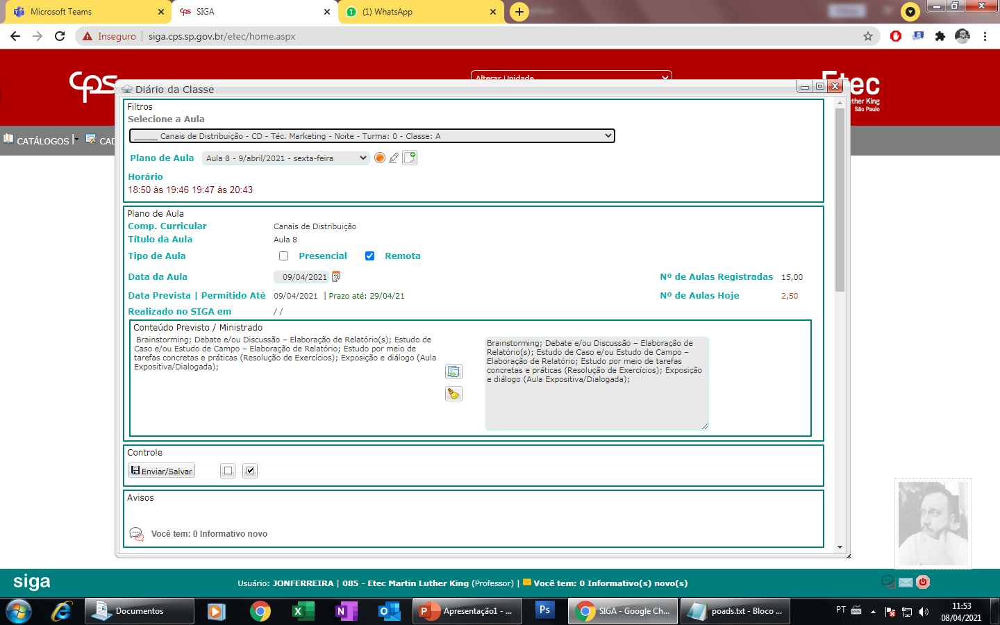 Microsoft Teams
SIGA
(1) WhatsApp
Inseguro
siga.cps.sp.gov.br/etec/home.aspx
cps
Alterar Unidade
Etec
ther King
São Paulo
CATÁLOGOS
CAD
Diário da Classe
Filtros
Selecione a Aula
_____ Canais de Distribuição - CD - Téc. Marketing - Noite - Turma: 0 - Classe: A
Plano de Aula
Aula 8 - 9/abril/2021 - sexta-feira
Horário
18:50 às 19:46 19:47 às 20:43
Plano de Aula
Comp. Curricular
Canais de Distribuição
Título da Aula
Aula 8
Tipo de Aula
Presencial
Remota
Data da Aula
09/04/2021
Nº de Aulas Registradas
15,00
Data Prevista | Permitido Até
09/04/2021 | Prazo até: 29/04/21
Nº de Aulas Hoje
2,50
Realizado no SIGA em
/ /
Conteúdo Previsto / Ministrado
Brainstorming; Debate e/ou Discussão – Elaboração de Relatório(s); Estudo de
Caso e/ou Estudo de Campo – Elaboração de Relatório; Estudo por meio de
tarefas concretas e práticas (Resolução de Exercícios); Exposição e diálogo (Aula
Expositiva/Dialogada);
Brainstorming; Debate e/ou Discussão – Elaboração de
Relatório(s); Estudo de Caso e/ou Estudo de Campo –
Elaboração de Relatório; Estudo por meio de tarefas
concretas e práticas (Resolução de Exercícios); Exposição
e diálogo (Aula Expositiva/Dialogada);
Controle
Enviar/Salvar
Avisos
Você tem: 0 Informativo novo
siga
Usuário: JONFERREIRA | 085 - Etec Martin Luther King (Professor) | Você tem: 0 Informativo(s) novo(s)
Documentos
Apresentação1 - ...
Ps
SIGA - Google Ch...
poads.txt - Bloco ...
PT
11:53
08/04/2021